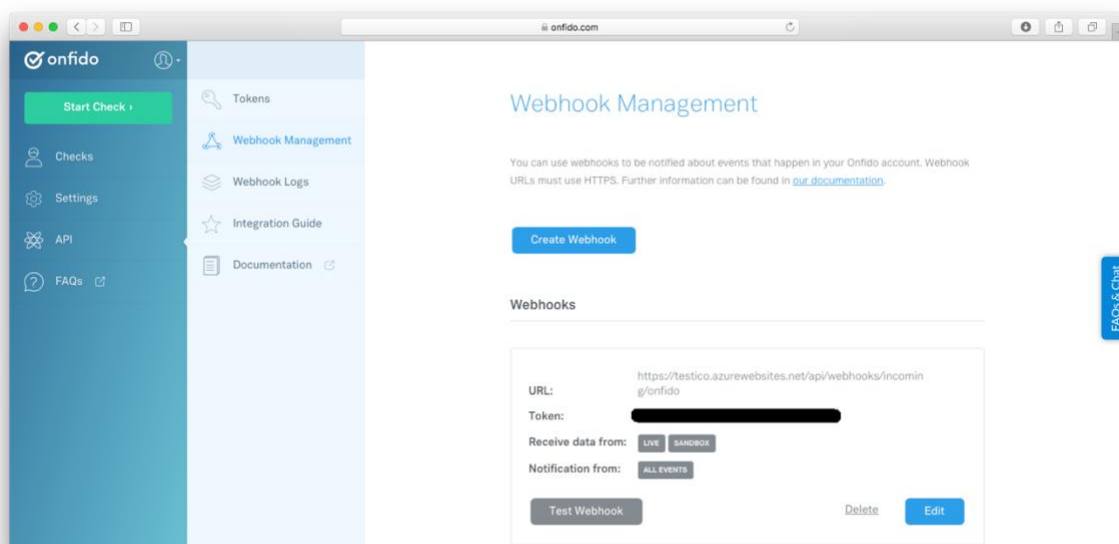 onfido.com
onfido
Start Check ›
Checks
Settings
API
FAQs
Tokens
Webhook Management
Webhook Logs
Integration Guide
Documentation
Webhook Management
You can use webhooks to be notified about events that happen in your Onfido account. Webhook
URLs must use HTTPS. Further information can be found in our documentation.
Create Webhook
Webhooks
URL: https://testico.azurewebsites.net/api/webhooks/incomin
g/onfido
Token:
Receive data from: LIVE SANDBOX
Notification from: ALL EVENTS
Test Webhook Delete Edit
FAQs & Chat